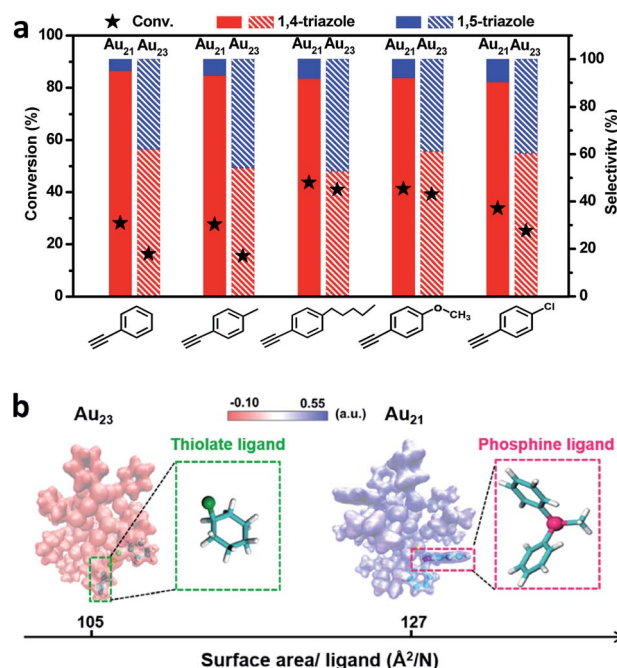 a
★ Conv. 1,4-triazole 1,5-triazole
Au21 Au23 Au21 Au23 Au21 Au23 Au21 Au23 Au21 Au23
100
80
60
40
20
0
Conversion (%)
100
80
60
40
20
0
Selectivity (%)
O CH3
Cl
b
-0.10 0.55
(a.u.)
Au23
Au21
Thiolate ligand
Phosphine ligand
105 127
Surface area/ ligand (Å²/N)